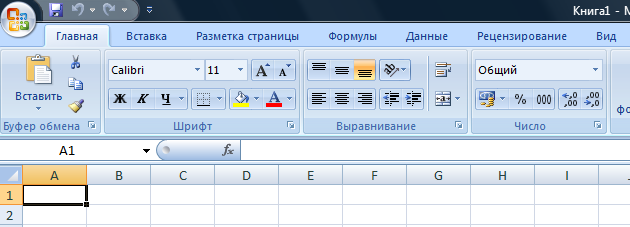 Книга1 - M
Главная Вставка Разметка страницы Формулы Данные Рецензирование Вид
Calibri 11 А А Общий
Вставить Ж К Ч А % 000 ,0 ,00 ,00 ,0
Буфер обмена Шрифт Выравнивание Число
A1 fx
A B C D E F G H I
1
2